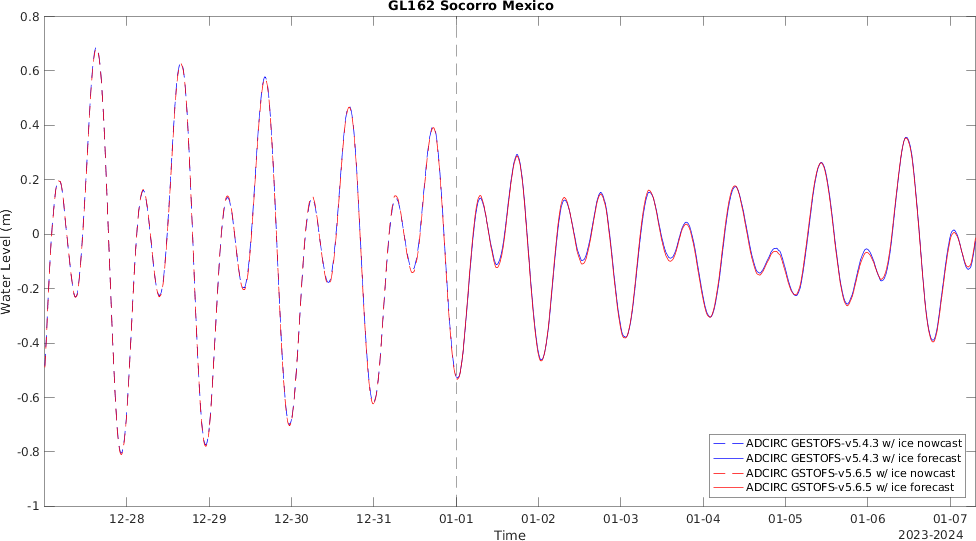 GL162 Socorro Mexico
0.8
0.6
0.4
0.2
0
-0.2
-0.4
-0.6
-0.8
-1
Water Level (m)
ADCIRC GESTOFS-v5.4.3 w/ ice nowcast
ADCIRC GESTOFS-v5.4.3 w/ ice forecast
ADCIRC GSTOFS-v5.6.5 w/ ice nowcast
ADCIRC GSTOFS-v5.6.5 w/ ice forecast
12-28 12-29 12-30 12-31 01-01 01-02 01-03 01-04 01-05 01-06 01-07
Time
2023-2024